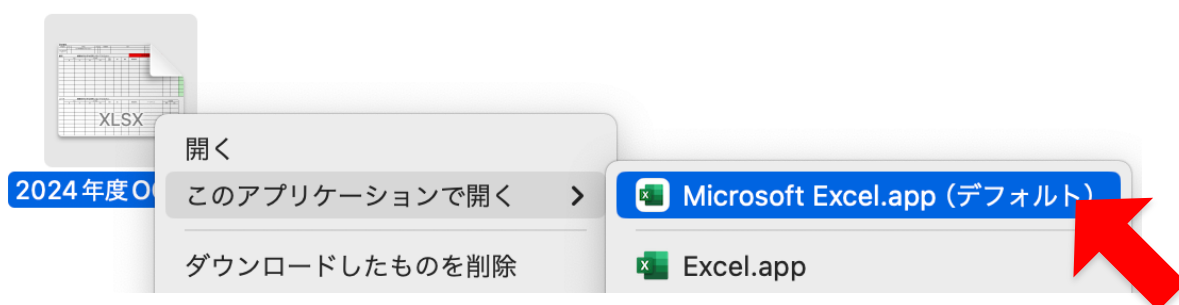 XLSX
開く
2024年度O
このアプリケーションで開く
Microsoft Excel.app（デフォルト）
ダウンロードしたものを削除
Excel.app